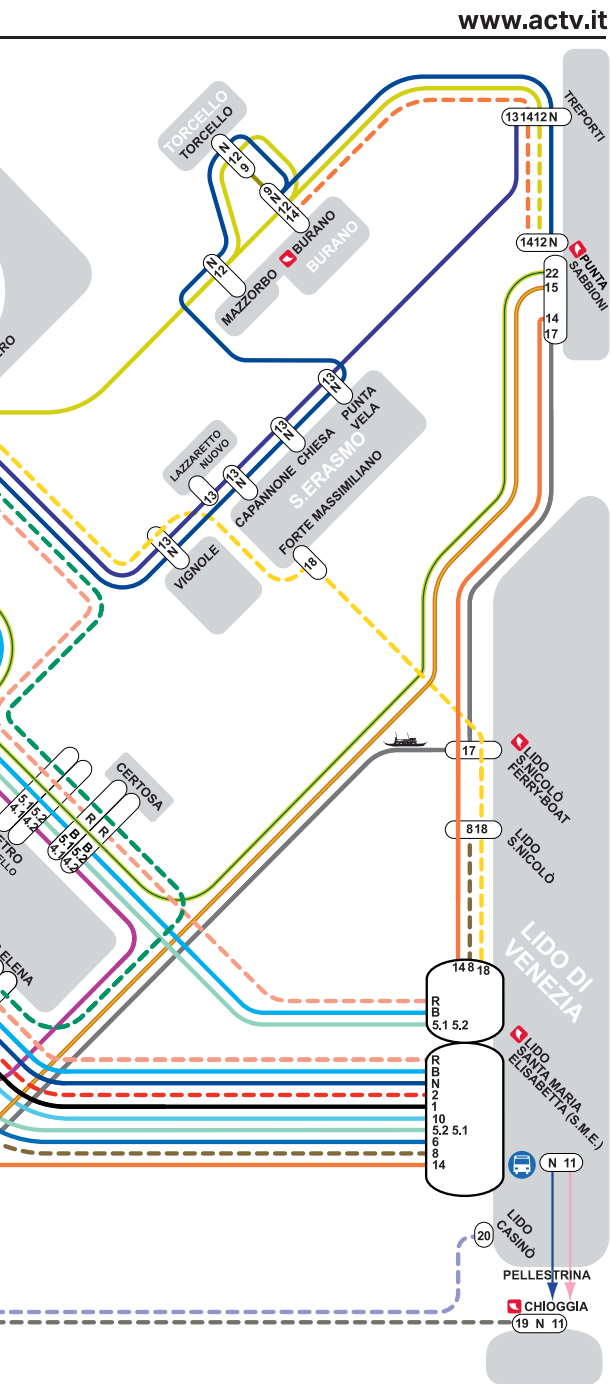 www.actv.it
TREPORTI
13 14 12 N
TORCELLO
TORCELLO
N 12 9
9 N 12 14
BURANO
BURANO
14 12 N
PUNTA
SABBIONI
22
15
14
17
N 12
MAZZORBO
13 N
PUNTA
VELA
13 N
CHIESA
S.ERASMO
LAZZARETTO
NUOVO
13
13 N
CAPANNONE
FORTE MASSIMILIANO
18
13 N
VIGNOLE
17
LIDO
S.NICOLÒ
FERRY-BOAT
CERTOSA
5.1 5.2
4.1 4.2
R R
B B
5.1 5.2
4.1 4.2
8 18
LIDO
S.NICOLÒ
ELENA
LIDO DI
VENEZIA
14 8 18
R
B
5.1 5.2
LIDO
SANTA MARIA
ELISABETTA (S.M.E.)
R
B
N
2
1
10
5.2 5.1
6
8
14
N 11
20
LIDO
CASINÒ
PELLESTRINA
CHIOGGIA
19 N 11